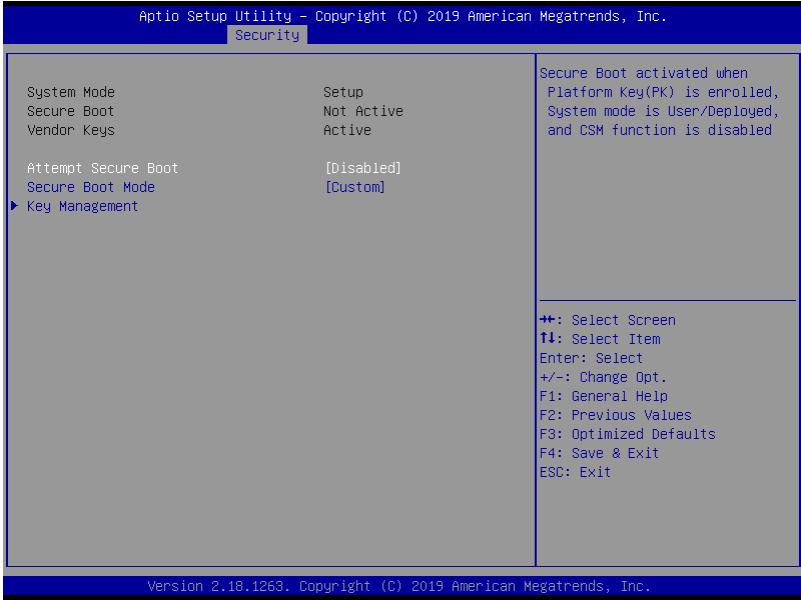 Aptio Setup Utility – Copyright (C) 2019 American Megatrends, Inc.
Security
System Mode Setup
Secure Boot Not Active
Vendor Keys Active
Attempt Secure Boot [Disabled]
Secure Boot Mode [Custom]
Key Management
Secure Boot activated when
Platform Key(PK) is enrolled,
System mode is User/Deployed,
and CSM function is disabled
→←: Select Screen
↑↓: Select Item
Enter: Select
+/-: Change Opt.
F1: General Help
F2: Previous Values
F3: Optimized Defaults
F4: Save & Exit
ESC: Exit
Version 2.18.1263. Copyright (C) 2019 American Megatrends, Inc.